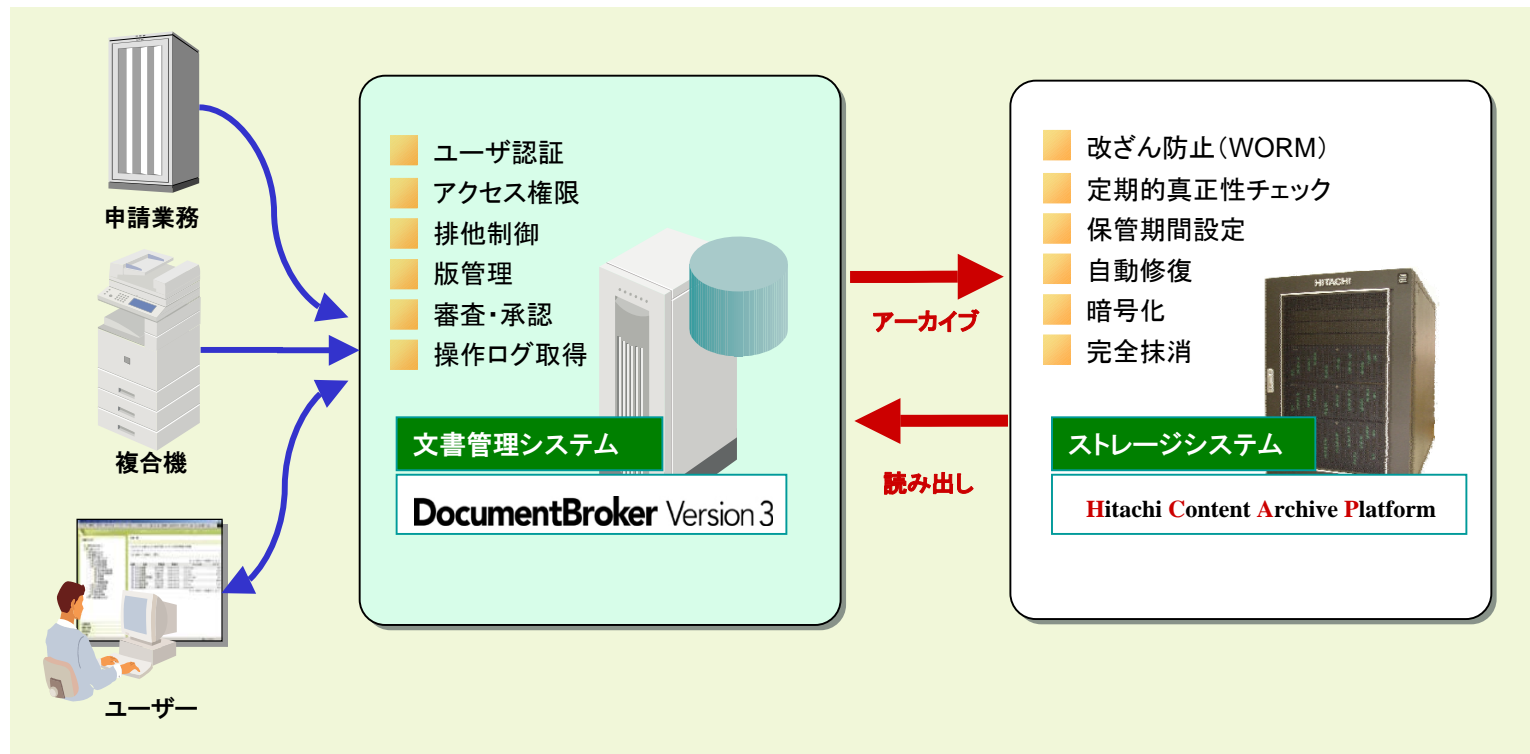 申請業務
複合機
ユーザー
ユーザ認証
アクセス権限
排他制御
版管理
審査・承認
操作ログ取得
文書管理システム
DocumentBroker Version 3
アーカイブ
読み出し
改ざん防止（WORM）
定期的真正性チェック
保管期間設定
自動修復
暗号化
完全抹消
HITACHI
ストレージシステム
Hitachi Content Archive Platform